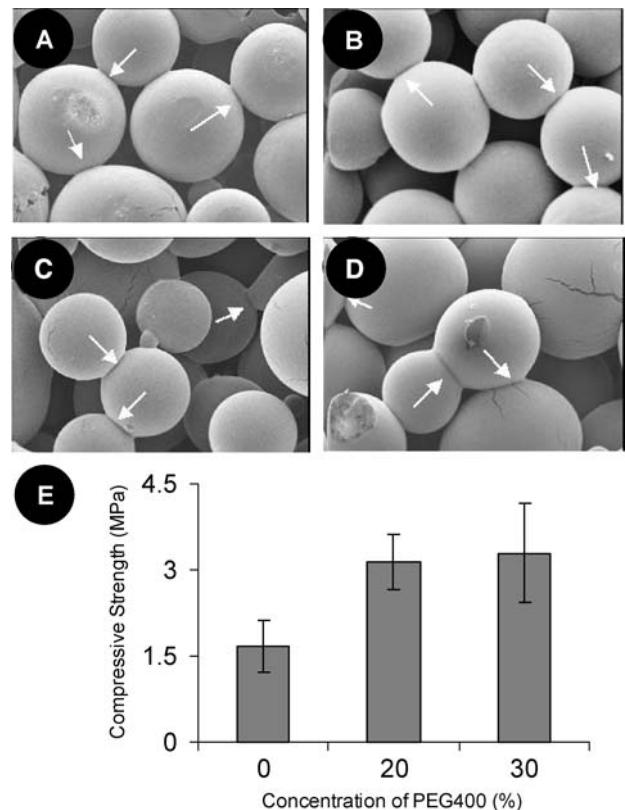 A
B
C
D
E
Compressive Strength (MPa)
4.5
3
1.5
0
0 20 30
Concentration of PEG400 (%)